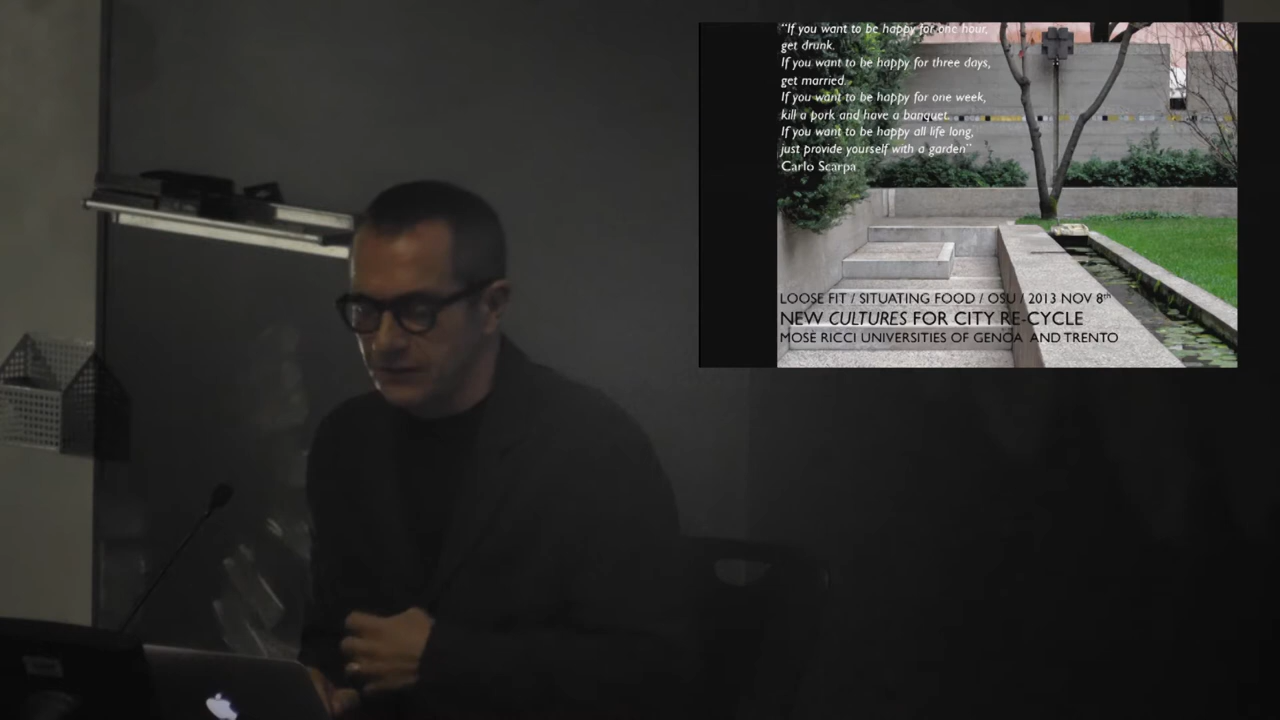 “If you want to be happy for one hour,
get drunk.
If you want to be happy for three days,
get married.
If you want to be happy for one week,
kill a pork and have a banquet.
If you want to be happy all life long,
just provide yourself with a garden”
Carlo Scarpa
LOOSE FIT / SITUATING FOOD / OSU / 2013 NOV 8th
NEW CULTURES FOR CITY RE-CYCLE
MOSÈ RICCI UNIVERSITIES OF GENOA AND TRENTO